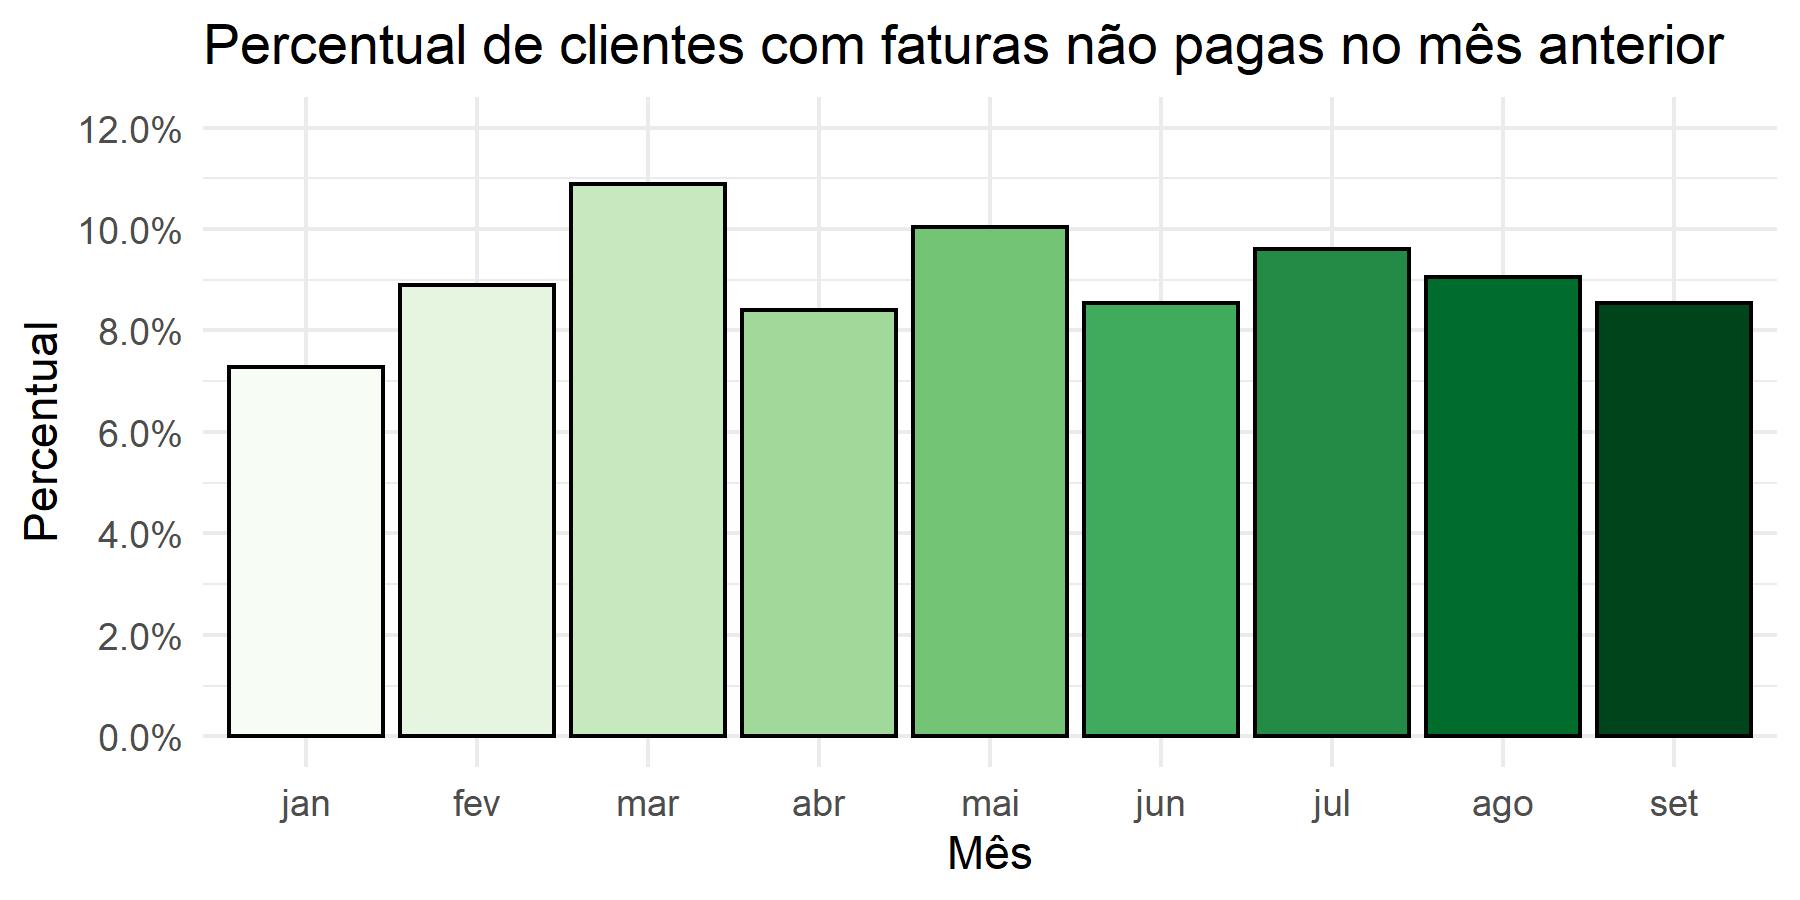 Percentual de clientes com faturas não pagas no mês anterior
12.0%
10.0%
8.0%
6.0%
4.0%
2.0%
0.0%
Percentual
jan fev mar abr mai jun jul ago set
Mês